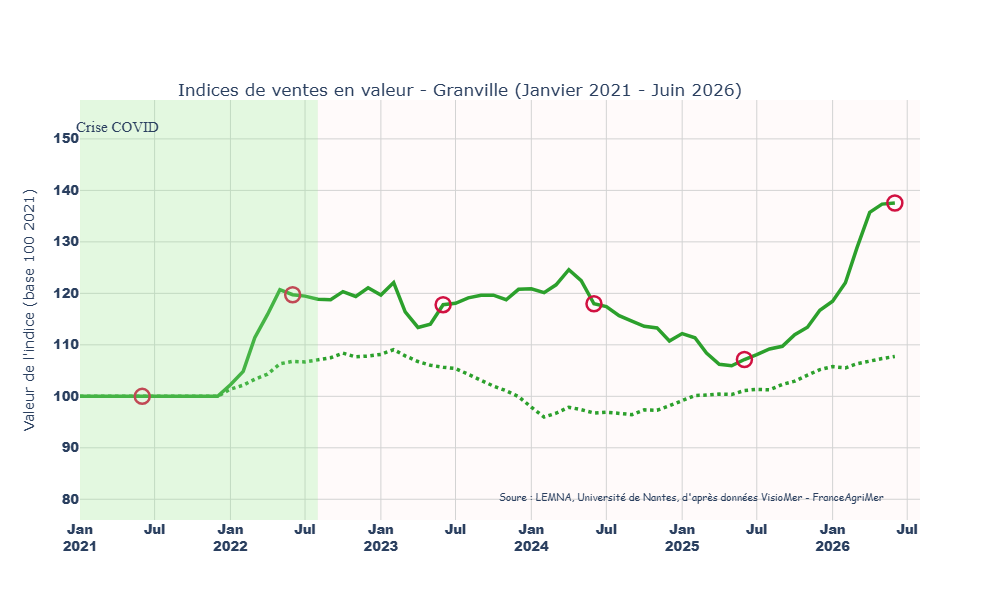 Indices de ventes en valeur - Granville (Janvier 2021 - Juin 2026)
Crise COVID
150
140
130
120
110
100
90
80
Valeur de l'indice (base 100 2021)
Soure : LEMNA, Université de Nantes, d'après données VisioMer - FranceAgriMer
Jan Jul Jan Jul Jan Jul Jan Jul Jan Jul Jan Jul
2021 2022 2023 2024 2025 2026